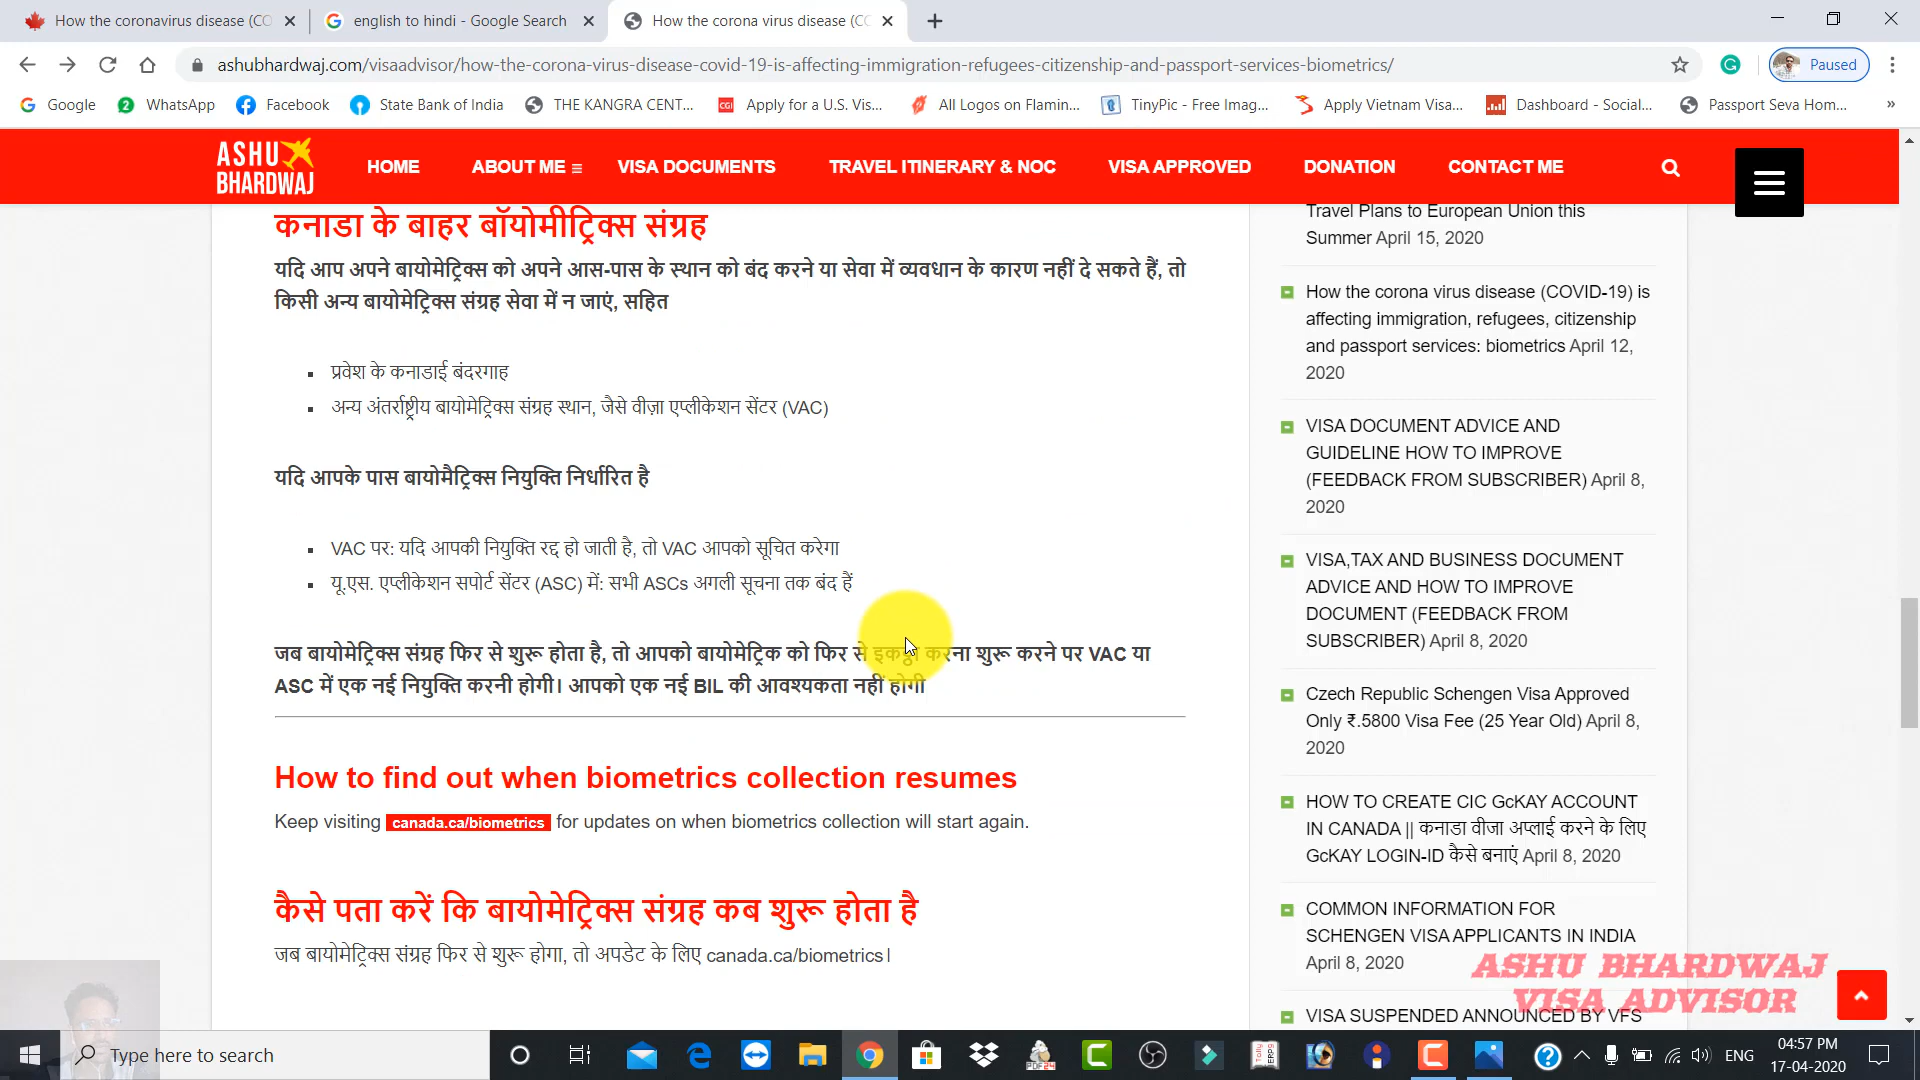 How the coronavirus disease (CO
english to hindi - Google Search
How the corona virus disease (CO
ashubhardwaj.com/visaadvisor/how-the-corona-virus-disease-covid-19-is-affecting-immigration-refugees-citizenship-and-passport-services-biometrics/
Paused
Google
WhatsApp
Facebook
State Bank of India
THE KANGRA CENT...
Apply for a U.S. Vis...
All Logos on Flamin...
TinyPic - Free Imag...
Apply Vietnam Visa...
Dashboard - Social...
Passport Seva Hom...
ASHU
BHARDWAJ
HOME
ABOUT ME
VISA DOCUMENTS
TRAVEL ITINERARY & NOC
VISA APPROVED
DONATION
CONTACT ME
कनाडा के बाहर बॉयोमीट्रिक्स संग्रह
यदि आप अपने बायोमेट्रिक्स को अपने आस-पास के स्थान को बंद करने या सेवा में व्यवधान के कारण नहीं दे सकते हैं, तो
किसी अन्य बायोमेट्रिक्स संग्रह सेवा में न जाएं, सहित
प्रवेश के कनाडाई बंदरगाह
अन्य अंतर्राष्ट्रीय बायोमेट्रिक्स संग्रह स्थान, जैसे वीज़ा एप्लीकेशन सेंटर (VAC)
यदि आपके पास बायोमैट्रिक्स नियुक्ति निर्धारित है
VAC पर: यदि आपकी नियुक्ति रद्द हो जाती है, तो VAC आपको सूचित करेगा
यू.एस. एप्लीकेशन सपोर्ट सेंटर (ASC) में: सभी ASCs अगली सूचना तक बंद हैं
जब बायोमेट्रिक्स संग्रह फिर से शुरू होता है, तो आपको बायोमेट्रिक को फिर से इकट्ठा करना शुरू करने पर VAC या
ASC में एक नई नियुक्ति करनी होगी। आपको एक नई BIL की आवश्यकता नहीं होगी
How to find out when biometrics collection resumes
Keep visiting canada.ca/biometrics for updates on when biometrics collection will start again.
कैसे पता करें कि बायोमेट्रिक्स संग्रह कब शुरू होता है
जब बायोमेट्रिक्स संग्रह फिर से शुरू होगा, तो अपडेट के लिए canada.ca/biometrics।
Travel Plans to European Union this
Summer April 15, 2020
How the corona virus disease (COVID-19) is
affecting immigration, refugees, citizenship
and passport services: biometrics April 12,
2020
VISA DOCUMENT ADVICE AND
GUIDELINE HOW TO IMPROVE
(FEEDBACK FROM SUBSCRIBER) April 8,
2020
VISA,TAX AND BUSINESS DOCUMENT
ADVICE AND HOW TO IMPROVE
DOCUMENT (FEEDBACK FROM
SUBSCRIBER) April 8, 2020
Czech Republic Schengen Visa Approved
Only ₹.5800 Visa Fee (25 Year Old) April 8,
2020
HOW TO CREATE CIC GcKAY ACCOUNT
IN CANADA || कनाडा वीजा अप्लाई करने के लिए
GcKAY LOGIN-ID कैसे बनाएं April 8, 2020
COMMON INFORMATION FOR
SCHENGEN VISA APPLICANTS IN INDIA
April 8, 2020
VISA SUSPENDED ANNOUNCED BY VFS
ASHU BHARDWAJ
VISA ADVISOR
Type here to search
ENG
04:57 PM
17-04-2020